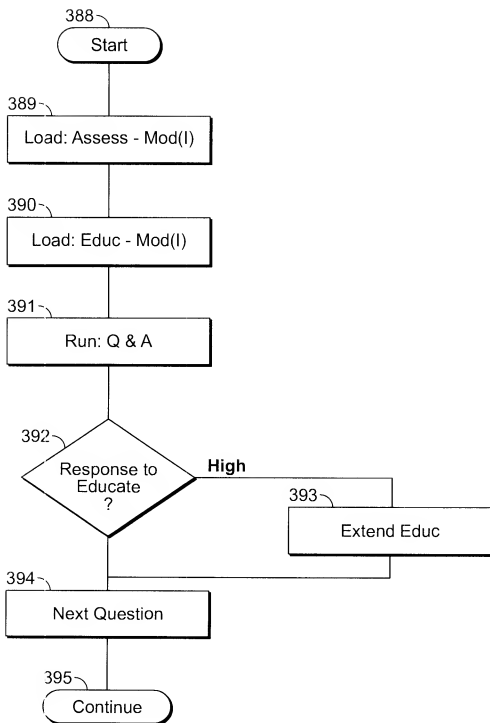 388
Start
389
Load: Assess - Mod(I)
390
Load: Educ - Mod(I)
391
Run: Q & A
392
Response to
Educate
?
High
393
Extend Educ
394
Next Question
395
Continue